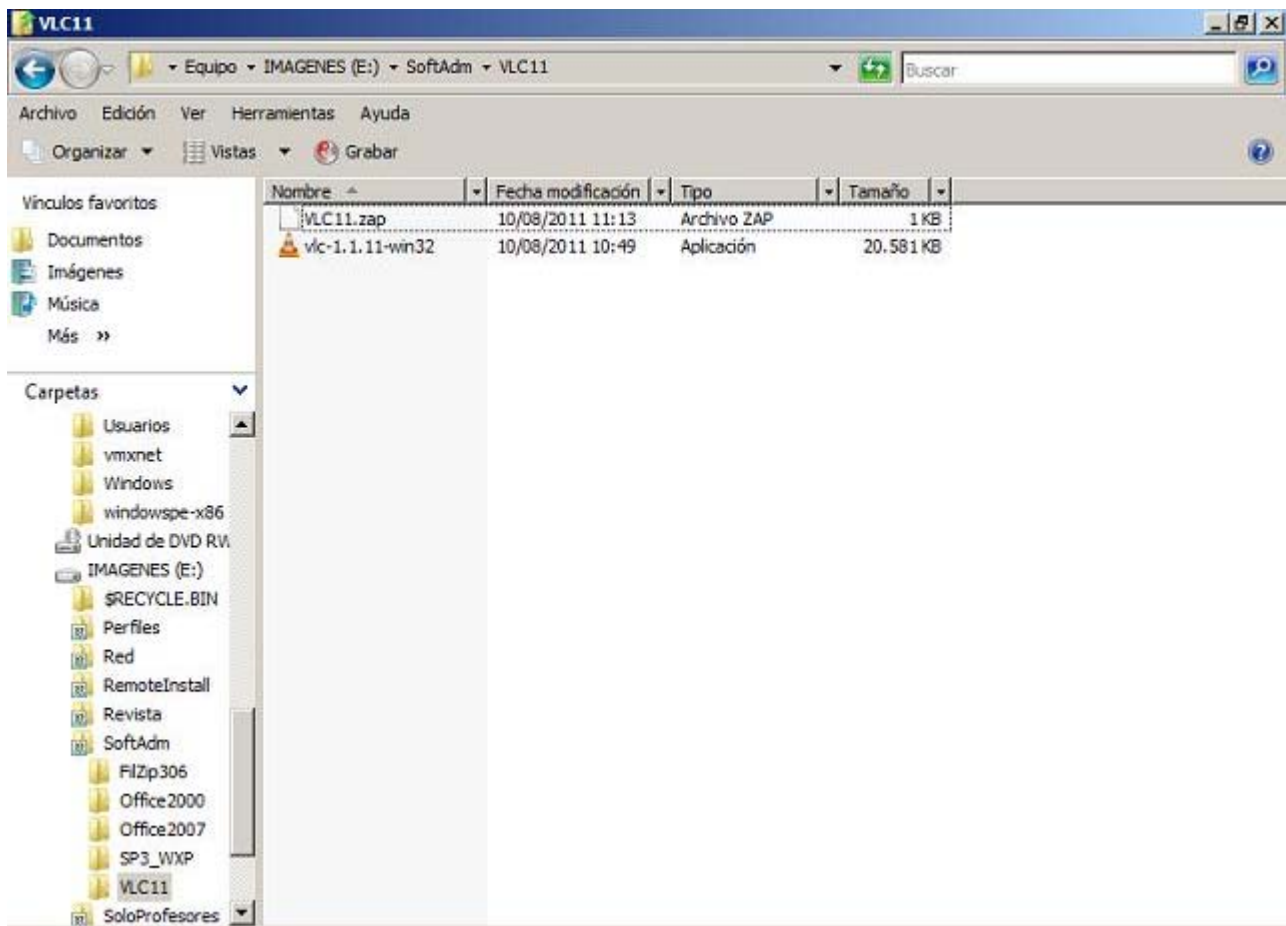 VLC11
Equipo IMAGENES (E:) SoftAdm VLC11
Buscar
Archivo Edición Ver Herramientas Ayuda
Organizar Vistas Grabar
Vínculos favoritos
Documentos
Imágenes
Música
Más »
Carpetas
Usuarios
vmxnet
Windows
windowspe-x86
Unidad de DVD RW
IMAGENES (E:)
$RECYCLE.BIN
Perfiles
Red
RemoteInstall
Revista
SoftAdm
FilZip306
Office2000
Office2007
SP3_WXP
VLC11
SoloProfesores
Nombre Fecha modificación Tipo Tamaño
VLC11.zap 10/08/2011 11:13 Archivo ZAP 1 KB
vlc-1.1.11-win32 10/08/2011 10:49 Aplicación 20.581 KB